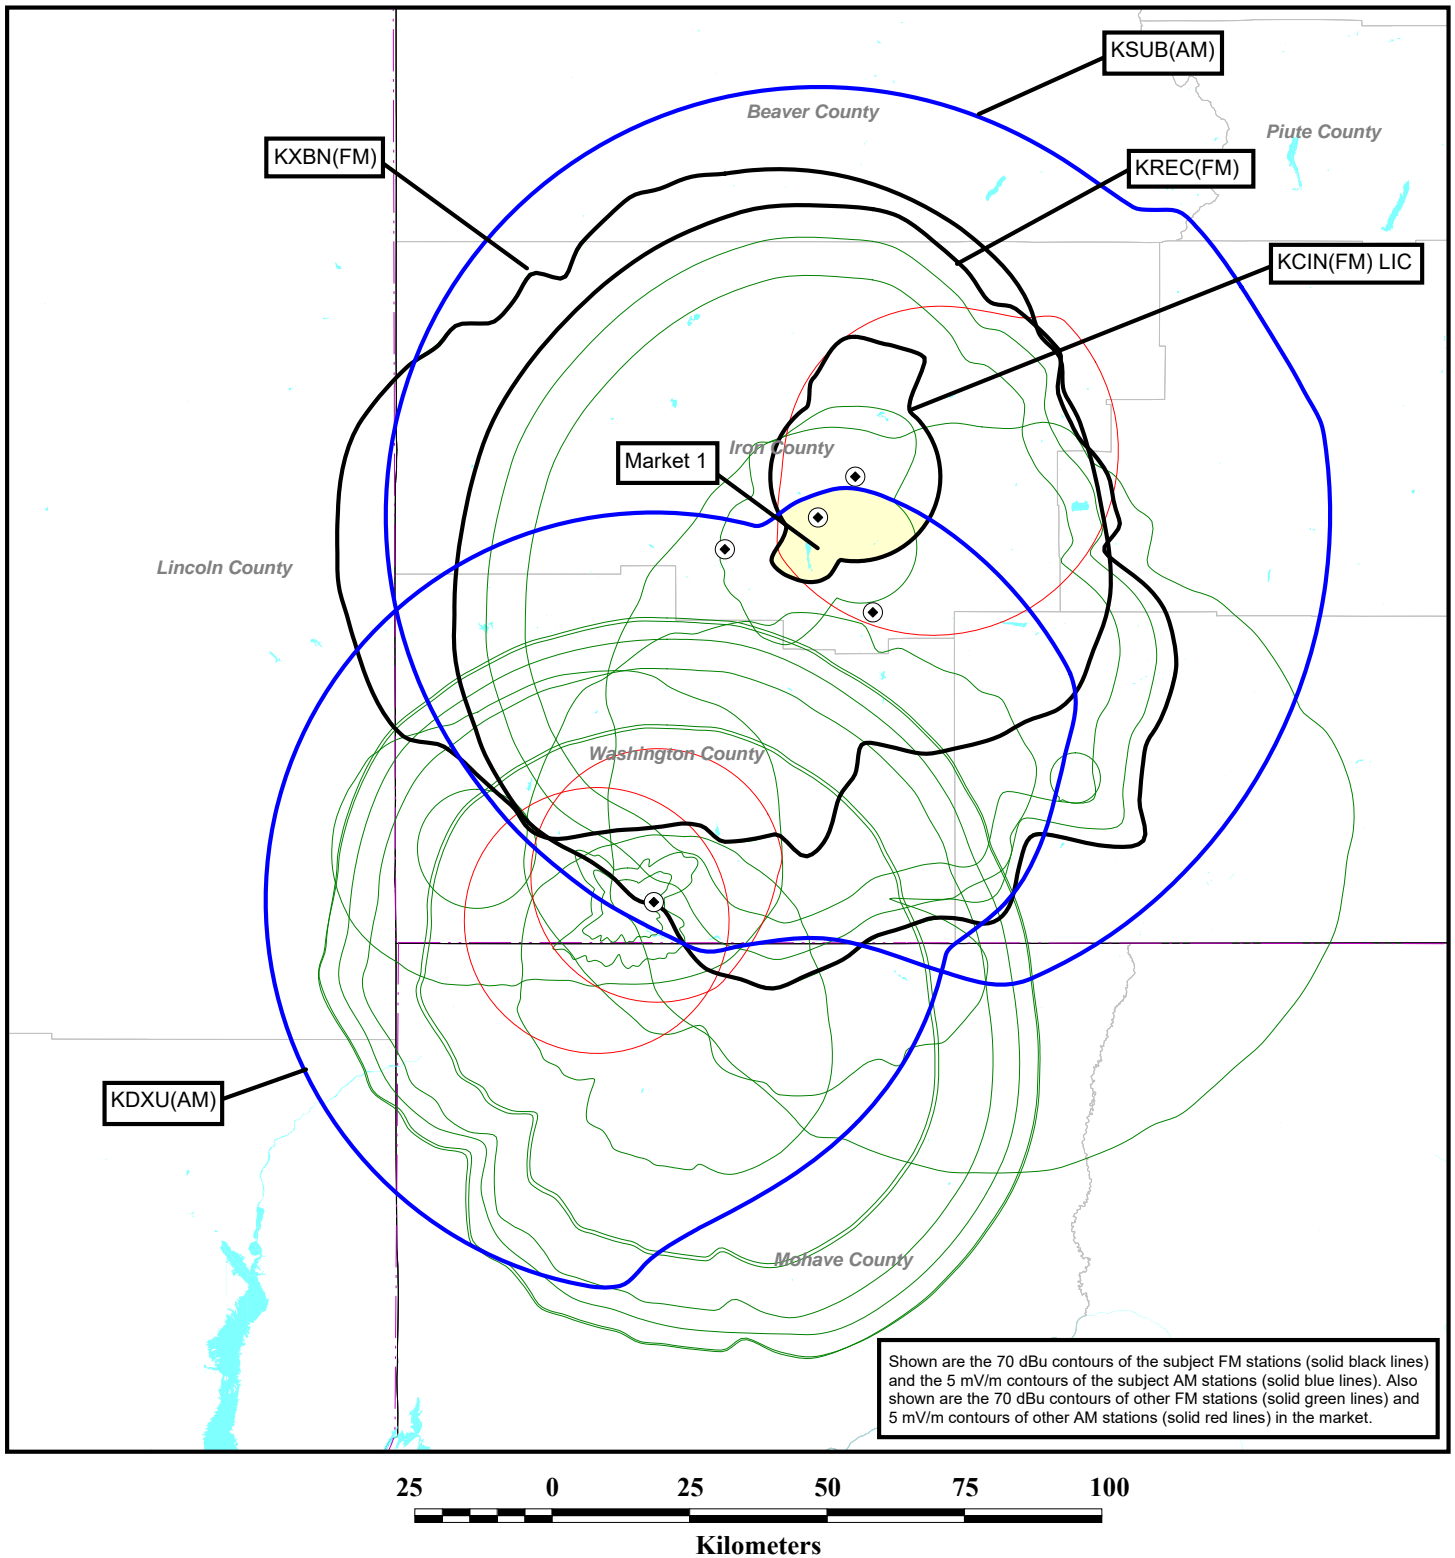 KSUB(AM)
Beaver County
Piute County
KXBN(FM)
KREC(FM)
KCIN(FM) LIC
Iron County
Market 1
Lincoln County
Washington County
KDXU(AM)
Mohave County
Shown are the 70 dBu contours of the subject FM stations (solid black lines)
and the 5 mV/m contours of the subject AM stations (solid blue lines). Also
shown are the 70 dBu contours of other FM stations (solid green lines) and
5 mV/m contours of other AM stations (solid red lines) in the market.
25 0 25 50 75 100
Kilometers